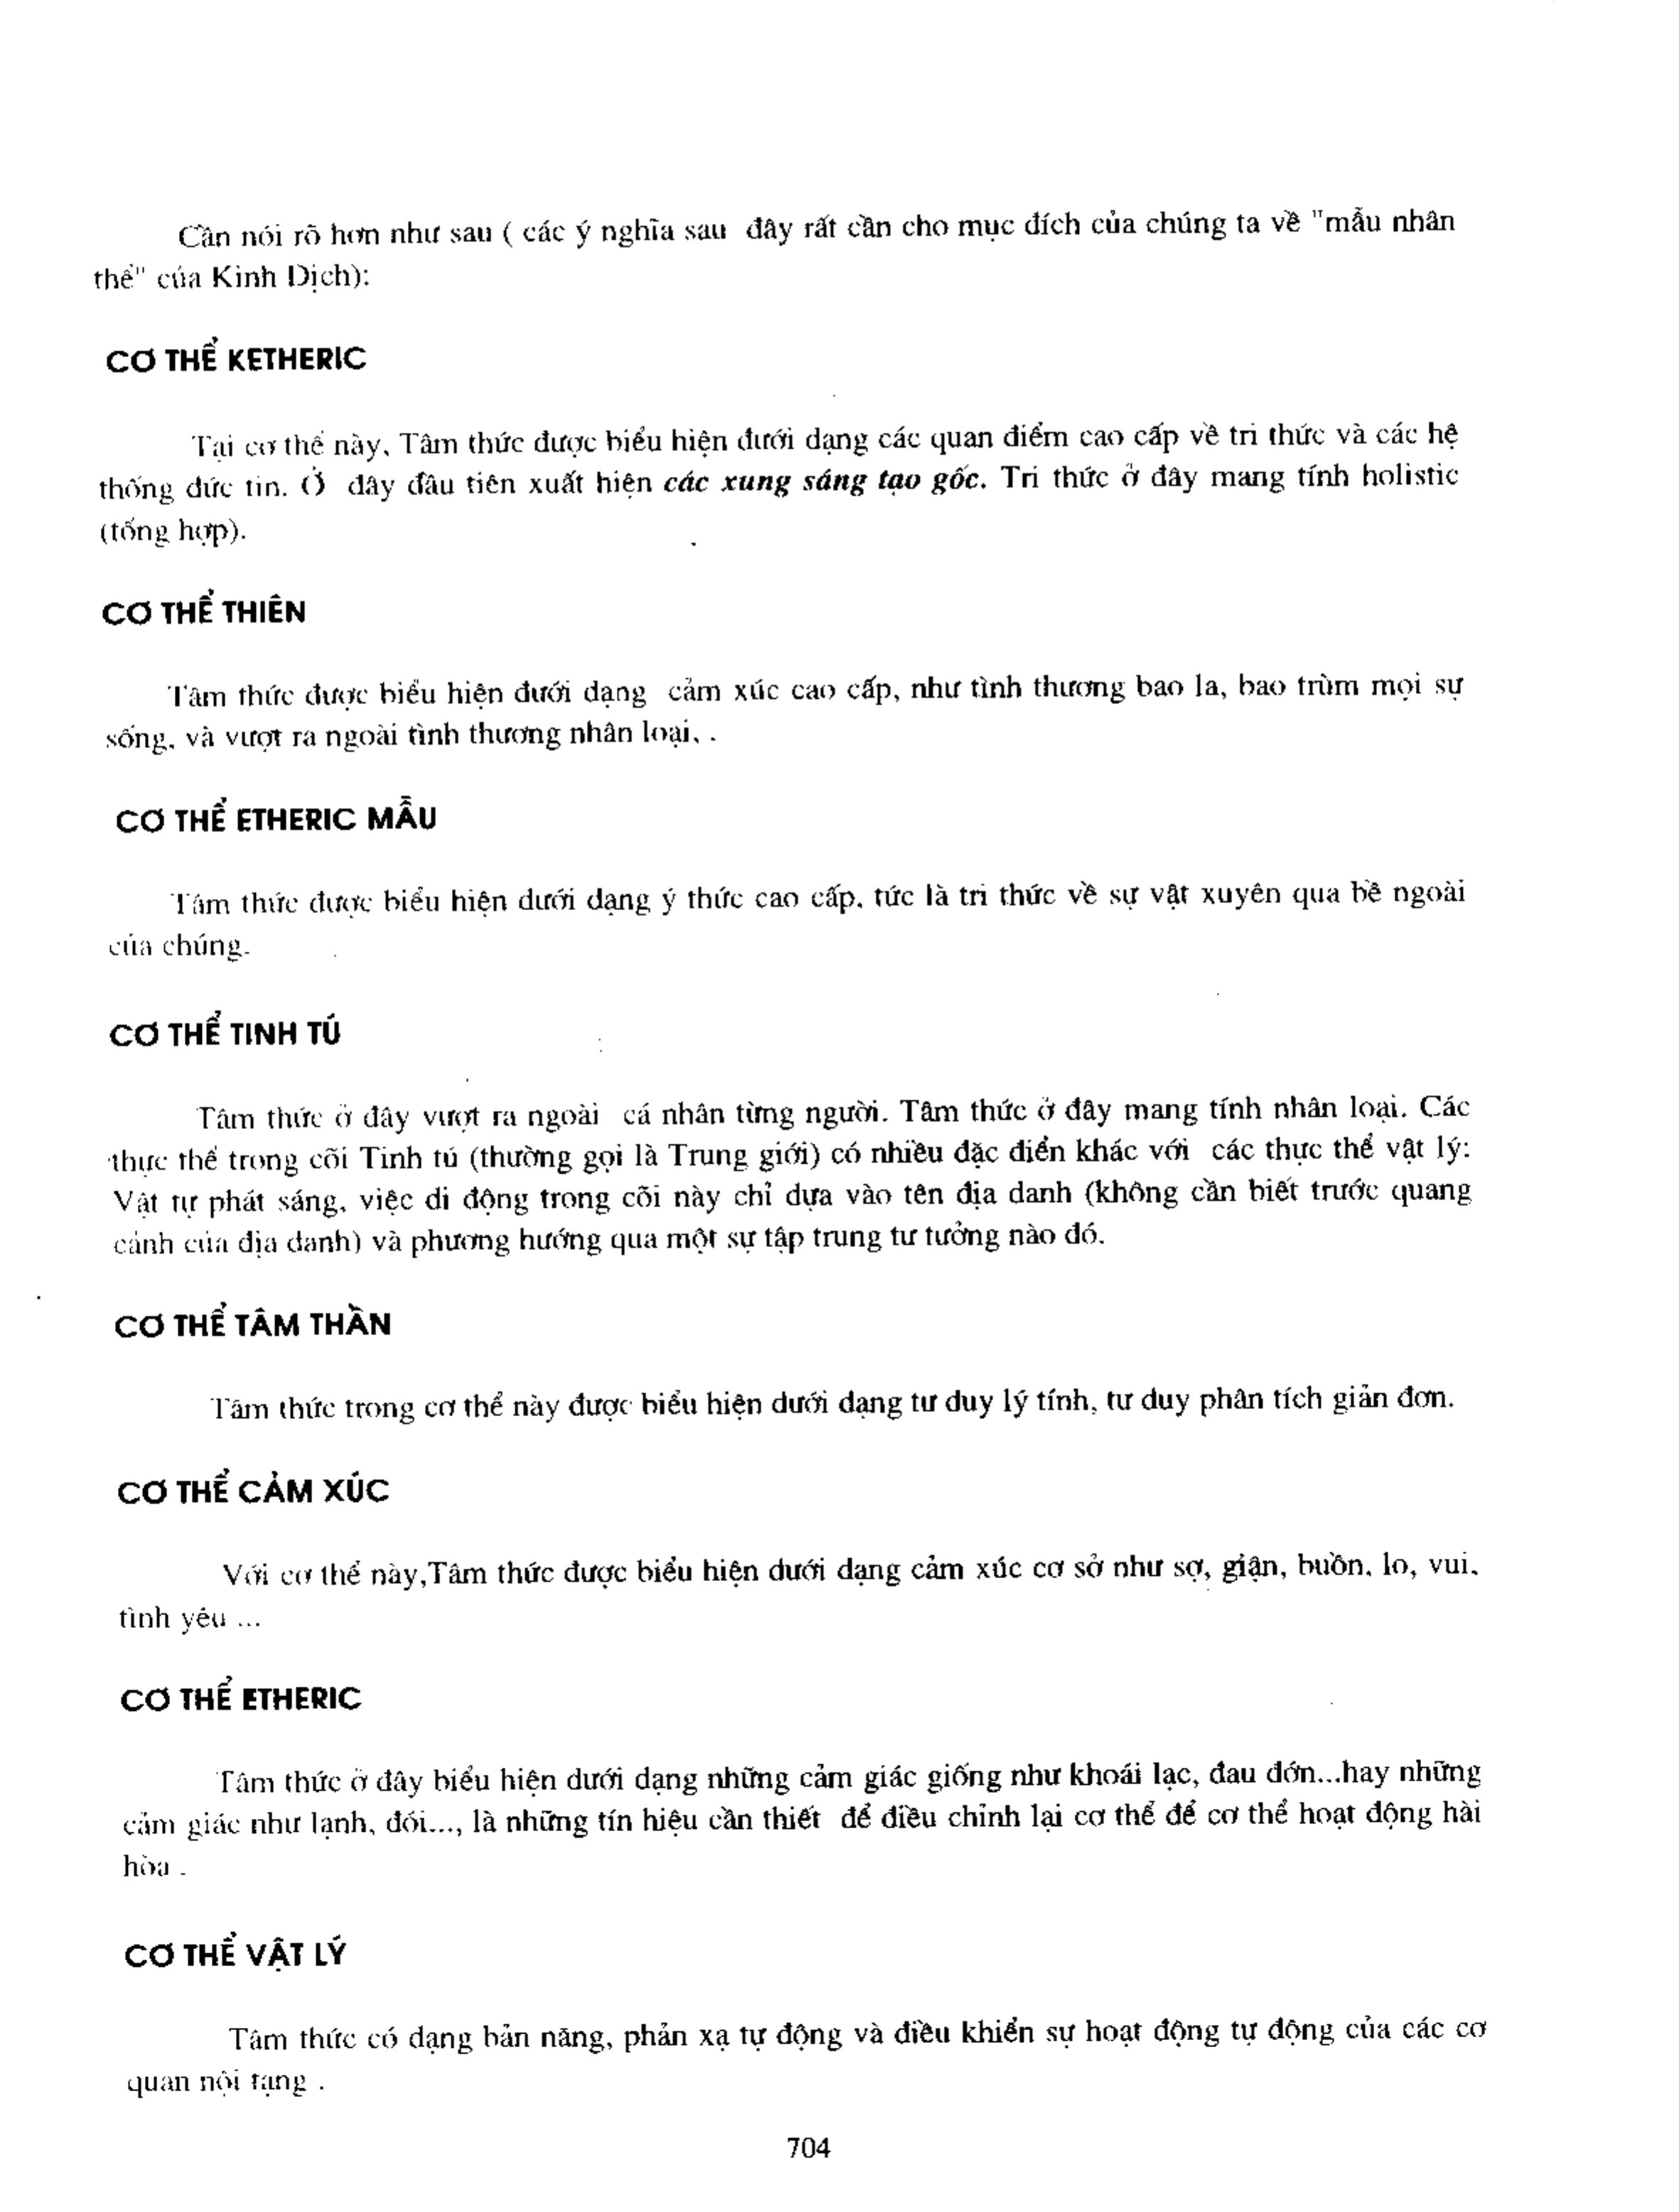 Cần nói rõ hơn như sau ( các ý nghĩa sau đây rất cần cho mục đích của chúng ta về "mẫu nhân
thể" của Kinh Dịch):
CƠ THỂ KETHERIC
Tại cơ thể này, Tâm thức được biểu hiện dưới dạng các quan điểm cao cấp về tri thức và các hệ
thống đức tin. Ở đây đầu tiên xuất hiện các xung sáng tạo gốc. Tri thức ở đây mang tính holistic
(tổng hợp).
CƠ THỂ THIÊN
Tâm thức được biểu hiện dưới dạng cảm xúc cao cấp, như tình thương bao la, bao trùm mọi sự
sống, và vượt ra ngoài tình thương nhân loại, .
CƠ THỂ ETHERIC MẪU
Tâm thức được biểu hiện dưới dạng ý thức cao cấp, tức là tri thức về sự vật xuyên qua bề ngoài
của chúng.
CƠ THỂ TINH TÚ
Tâm thức ở đây vượt ra ngoài cá nhân từng người. Tâm thức ở đây mang tính nhân loại. Các
thực thể trong cõi Tinh tú (thường gọi là Trung giới) có nhiều đặc điển khác với các thực thể vật lý:
Vật tự phát sáng, việc di động trong cõi này chỉ dựa vào tên địa danh (không cần biết trước quang
cảnh của địa danh) và phương hướng qua một sự tập trung tư tưởng nào đó.
CƠ THỂ TÂM THẦN
Tâm thức trong cơ thể này được biểu hiện dưới dạng tư duy lý tính, tư duy phân tích giản đơn.
CƠ THỂ CẢM XÚC
Với cơ thể này,Tâm thức được biểu hiện dưới dạng cảm xúc cơ sở như sợ, giận, buồn, lo, vui,
tình yêu ...
CƠ THỂ ETHERIC
Tâm thức ở đây biểu hiện dưới dạng những cảm giác giống như khoái lạc, đau đớn...hay những
cảm giác như lạnh, đói..., là những tín hiệu cần thiết để điều chỉnh lại cơ thể để cơ thể hoạt động hài
hòa .
CƠ THỂ VẬT LÝ
Tâm thức có dạng bản năng, phản xạ tự động và điều khiển sự hoạt động tự động của các cơ
quan nội tạng .
704